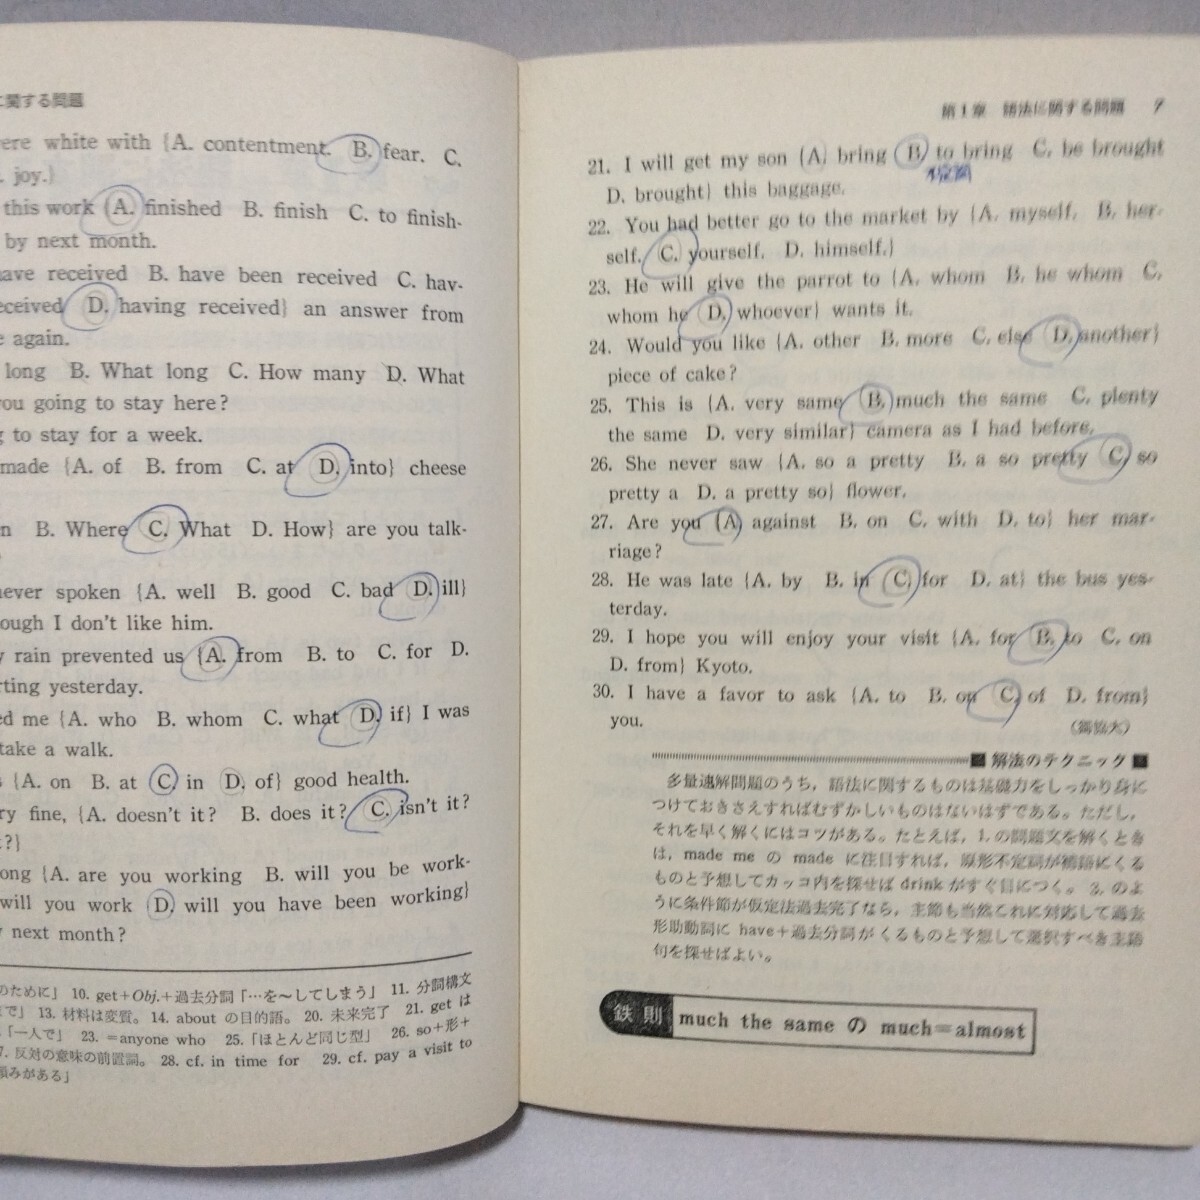 に関する問題
ere white with {A. contentment. B. fear. C.
. joy.}
this work {A. finished B. finish C. to finish-
by next month.
ave received B. have been received C. hav-
eceived D. having received} an answer from
e again.
long B. What long C. How many D. What
you going to stay here?
g to stay for a week.
made {A. of B. from C. at D. into} cheese
n B. Where C. What D. How} are you talk-
?
never spoken {A. well B. good C. bad D. ill}
ough I don't like him.
y rain prevented us {A. from B. to C. for D.
rting yesterday.
ed me {A. who B. whom C. what D. if} I was
take a walk.
s {A. on B. at C. in D. of} good health.
ry fine, {A. doesn't it? B. does it? C. isn't it?
t?}
ong {A. are you working B. will you be work-
will you work D. will you have been working}
y next month?
のために」 10. get+Obj.+過去分詞「…を～してしまう」 11. 分詞構文
で」 13. 材料は変質。 14. about の目的語。 20. 未来完了 21. get は
「一人で」 23. =anyone who 25.「ほとんど同じ型」 26. so+形+
7. 反対の意味の前置詞。 28. cf. in time for 29. cf. pay a visit to
頼みがある」
第1章 語法に関する問題 7
21. I will get my son {A. bring B. to bring C. be brought
D. brought} this baggage.
不定詞
22. You had better go to the market by {A. myself. B. her-
self. C. yourself. D. himself.}
23. He will give the parrot to {A. whom B. he whom C.
whom he D. whoever} wants it.
24. Would you like {A. other B. more C. else D. another}
piece of cake?
25. This is {A. very same B. much the same C. plenty
the same D. very similar} camera as I had before.
26. She never saw {A. so a pretty B. a so pretty C. so
pretty a D. a pretty so} flower.
27. Are you {A. against B. on C. with D. to} her mar-
riage?
28. He was late {A. by B. in C. for D. at} the bus yes-
terday.
29. I hope you will enjoy your visit {A. for B. to C. on
D. from} Kyoto.
30. I have a favor to ask {A. to B. on C. of D. from}
you.
(獨協大)
■ 解法のテクニック ■
多量速解問題のうち，語法に関するものは基礎力をしっかり身に
つけておきさえすればむずかしいものはないはずである。ただし，
それを早く解くにはコツがある。たとえば，1. の問題文を解くとき
は，made me の made に注目すれば，原形不定詞が補語にくる
ものと予想してカッコ内を探せば drink がすぐ目につく。 3. のよ
うに条件節が仮定法過去完了なら，主節も当然これに対応して過去
形助動詞に have+過去分詞がくるものと予想して選択すべき主語
句を探せばよい。
鉄則 much the same の much=almost